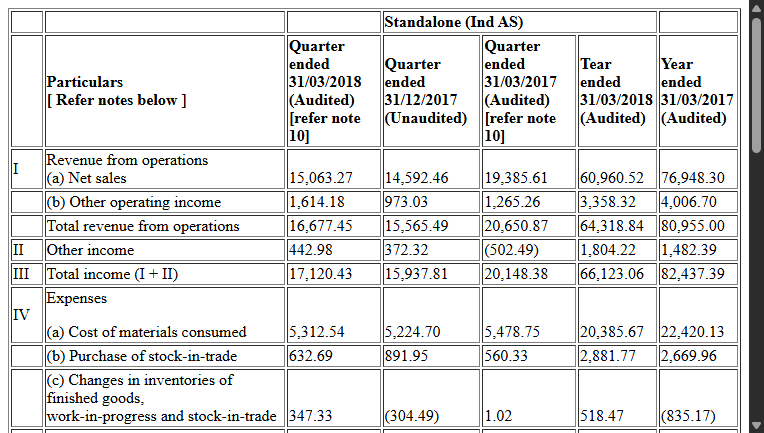 Standalone (Ind AS)
Particulars
[ Refer notes below ]
Quarter
ended
31/03/2018
(Audited)
[refer note
10]
Quarter
ended
31/12/2017
(Unaudited)
Quarter
ended
31/03/2017
(Audited)
[refer note
10]
Tear
ended
31/03/2018
(Audited)
Year
ended
31/03/2017
(Audited)
I
Revenue from operations
(a) Net sales 15,063.27 14,592.46 19,385.61 60,960.52 76,948.30
(b) Other operating income 1,614.18 973.03 1,265.26 3,358.32 4,006.70
Total revenue from operations 16,677.45 15,565.49 20,650.87 64,318.84 80,955.00
II Other income 442.98 372.32 (502.49) 1,804.22 1,482.39
III Total income (I + II) 17,120.43 15,937.81 20,148.38 66,123.06 82,437.39
IV
Expenses
(a) Cost of materials consumed 5,312.54 5,224.70 5,478.75 20,385.67 22,420.13
(b) Purchase of stock-in-trade 632.69 891.95 560.33 2,881.77 2,669.96
(c) Changes in inventories of
finished goods,
work-in-progress and stock-in-trade 347.33 (304.49) 1.02 518.47 (835.17)